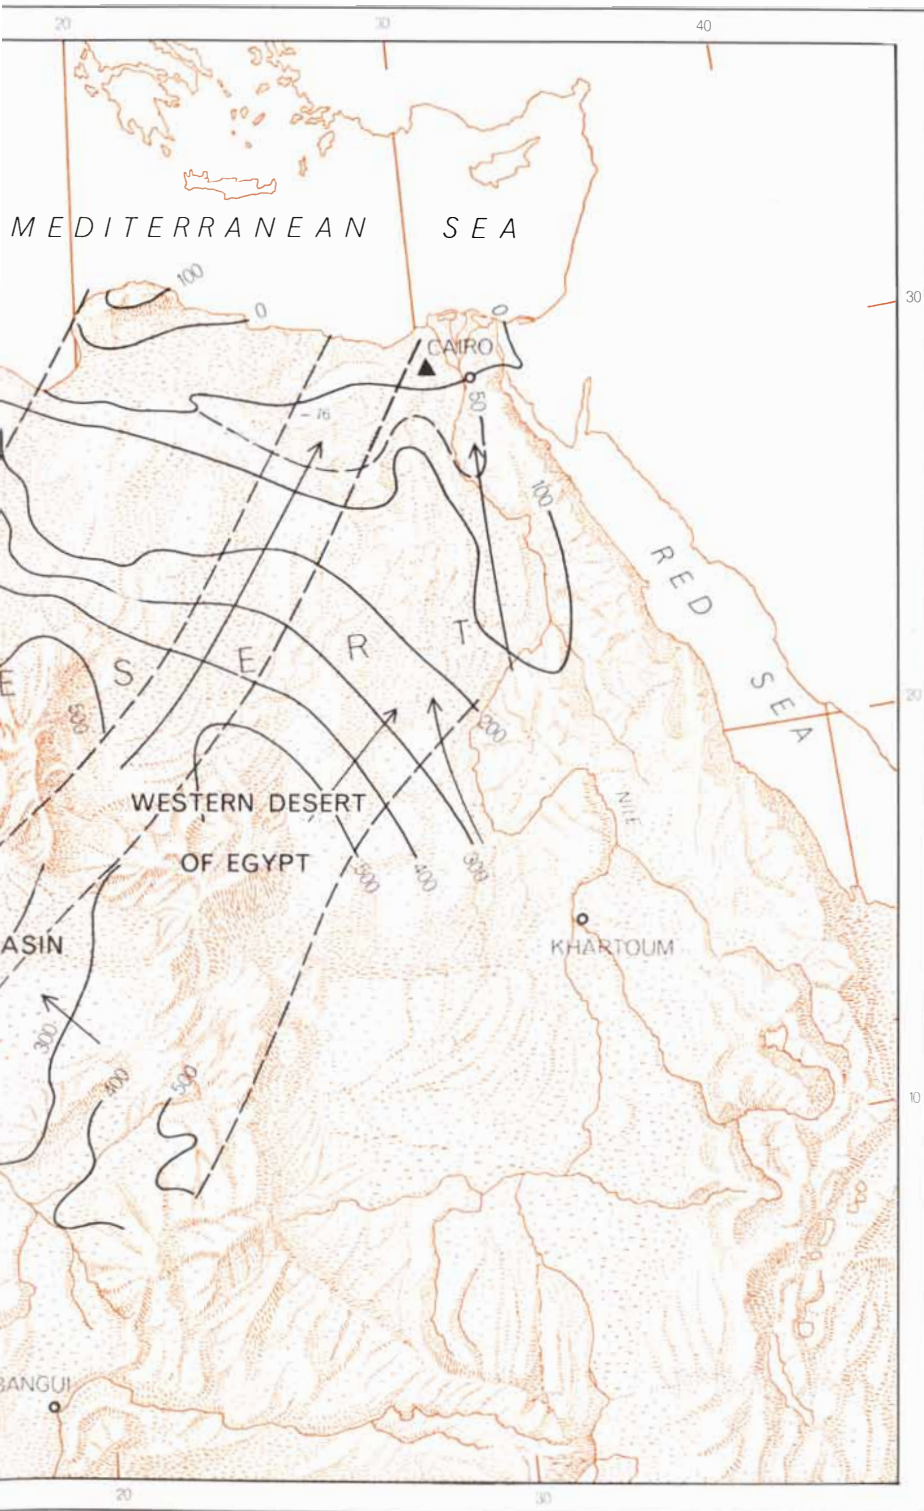 20 30 40
MEDITERRANEAN SEA
100
0
0
30
CAIRO
50
– 76
100
RED SEA
E S E R T
500
20
200
WESTERN DESERT
NILE
OF EGYPT
500
400
300
ASIN
KHARTOUM
300
400
500
10
BANGUI
20 30